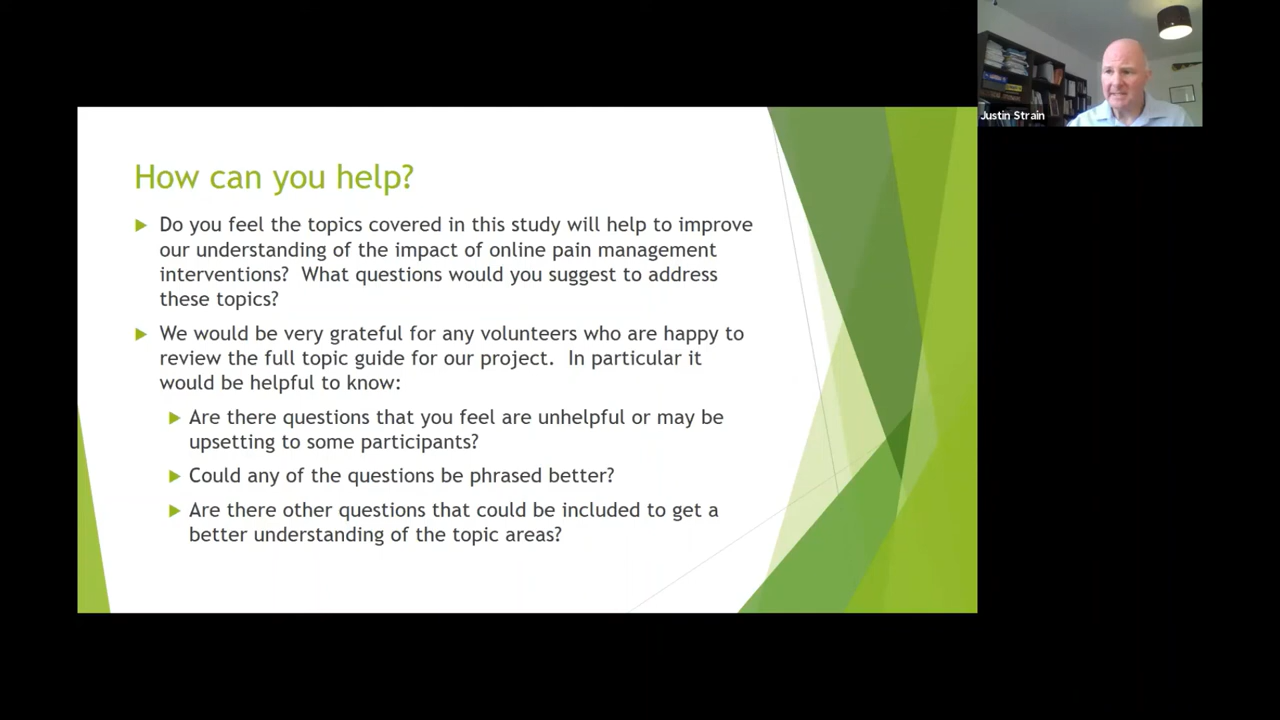 Justin Strain
How can you help?
Do you feel the topics covered in this study will help to improve
our understanding of the impact of online pain management
interventions? What questions would you suggest to address
these topics?
We would be very grateful for any volunteers who are happy to
review the full topic guide for our project. In particular it
would be helpful to know:
Are there questions that you feel are unhelpful or may be
upsetting to some participants?
Could any of the questions be phrased better?
Are there other questions that could be included to get a
better understanding of the topic areas?